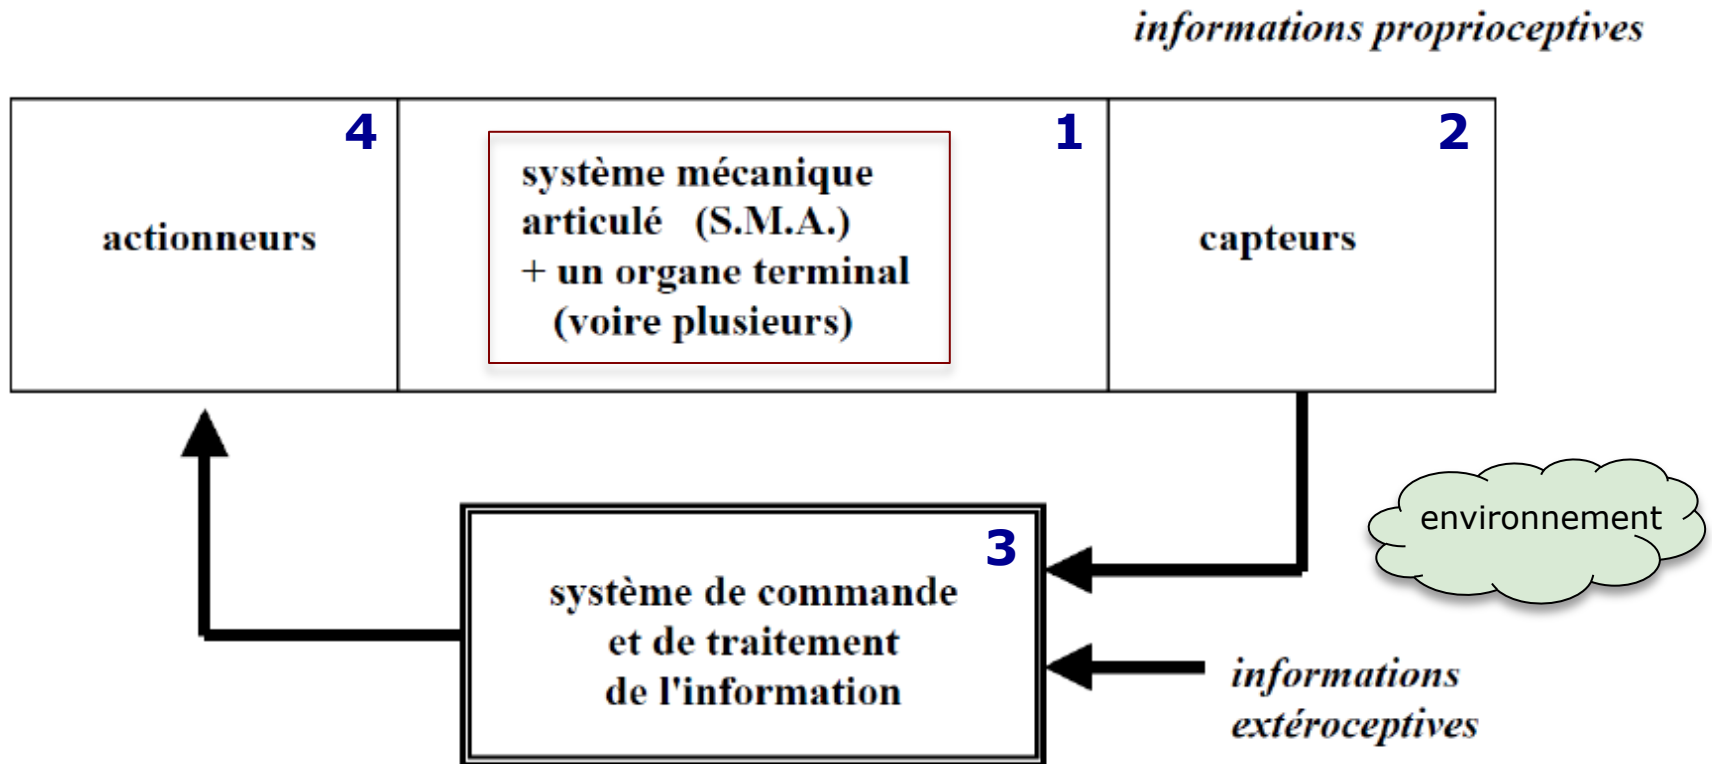 informations proprioceptives
4
actionneurs
1
système mécanique
articulé (S.M.A.)
+ un organe terminal
(voire plusieurs)
2
capteurs
3
système de commande
et de traitement
de l'information
environnement
informations
extéroceptives